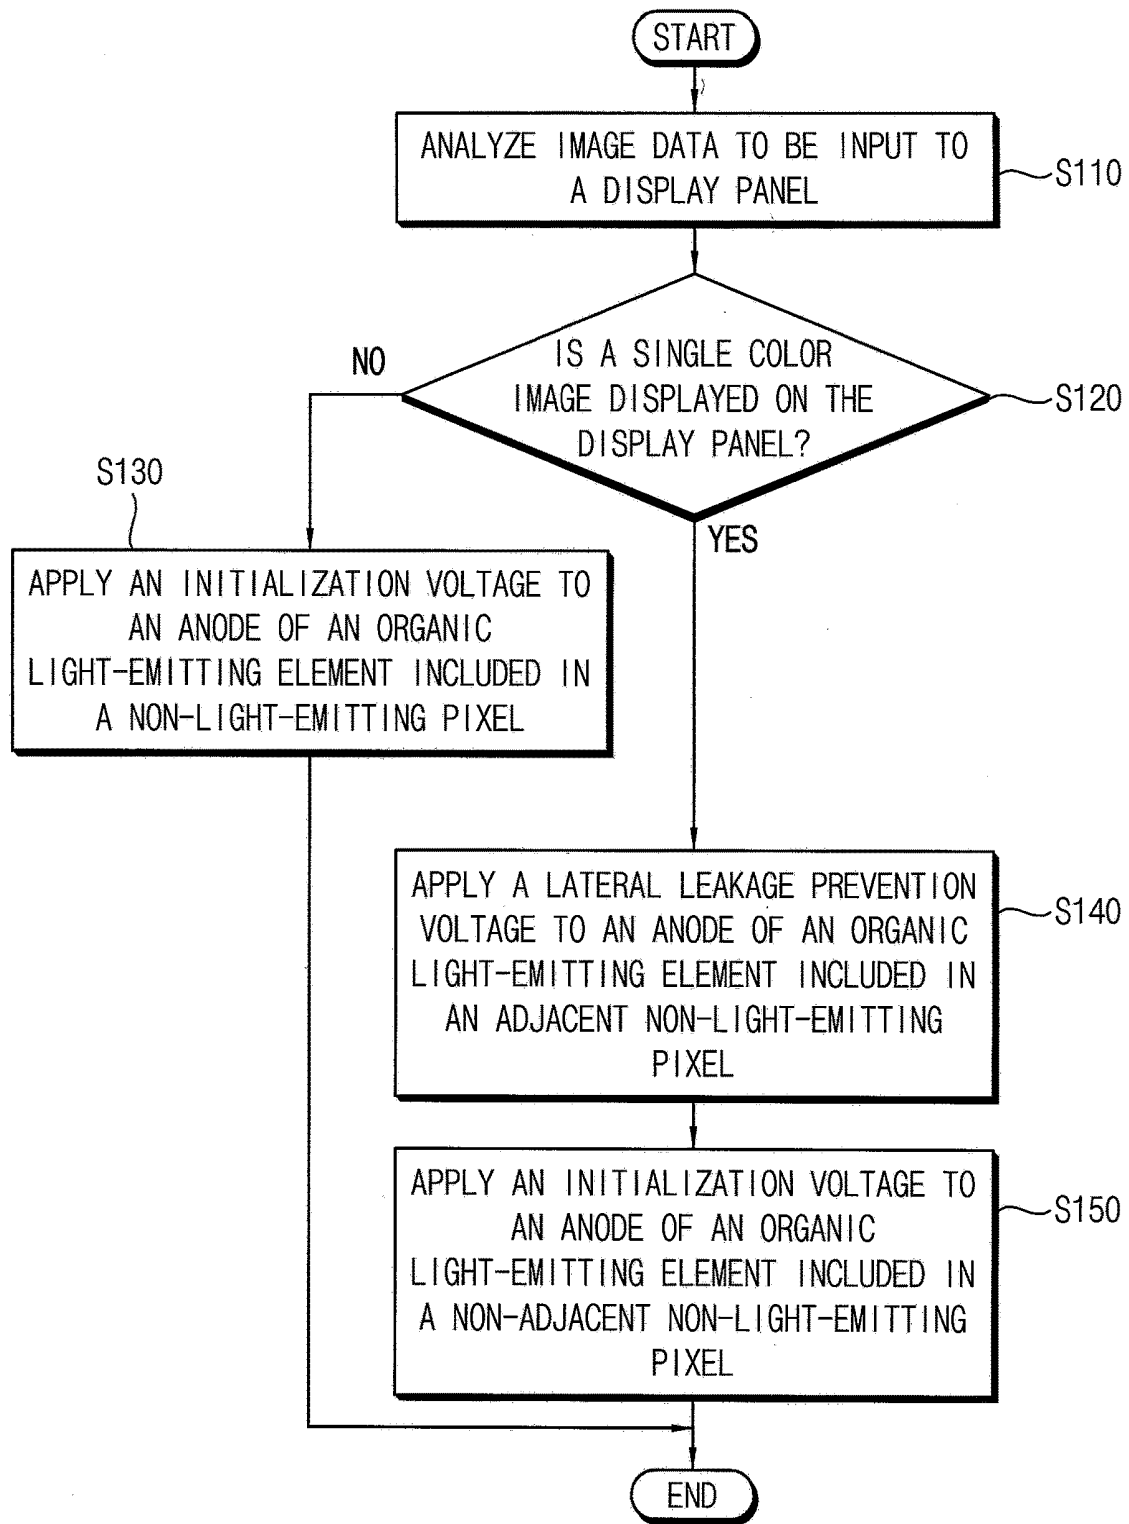 START
ANALYZE IMAGE DATA TO BE INPUT TO
A DISPLAY PANEL
S110
IS A SINGLE COLOR
IMAGE DISPLAYED ON THE
DISPLAY PANEL?
S120
NO
YES
S130
APPLY AN INITIALIZATION VOLTAGE TO
AN ANODE OF AN ORGANIC
LIGHT-EMITTING ELEMENT INCLUDED IN
A NON-LIGHT-EMITTING PIXEL
APPLY A LATERAL LEAKAGE PREVENTION
VOLTAGE TO AN ANODE OF AN ORGANIC
LIGHT-EMITTING ELEMENT INCLUDED IN
AN ADJACENT NON-LIGHT-EMITTING
PIXEL
S140
APPLY AN INITIALIZATION VOLTAGE TO
AN ANODE OF AN ORGANIC
LIGHT-EMITTING ELEMENT INCLUDED IN
A NON-ADJACENT NON-LIGHT-EMITTING
PIXEL
S150
END